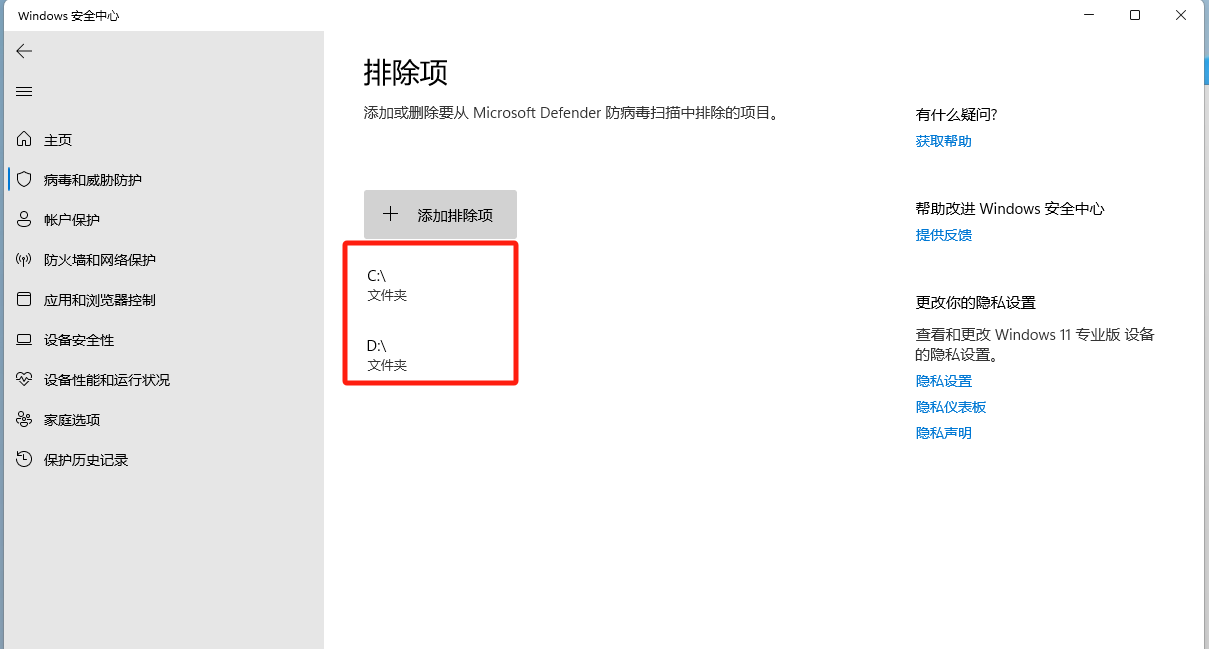 Windows 安全中心
主页
病毒和威胁防护
帐户保护
防火墙和网络保护
应用和浏览器控制
设备安全性
设备性能和运行状况
家庭选项
保护历史记录
排除项
添加或删除要从 Microsoft Defender 防病毒扫描中排除的项目。
添加排除项
C:\
文件夹
D:\
文件夹
有什么疑问?
获取帮助
帮助改进 Windows 安全中心
提供反馈
更改你的隐私设置
查看和更改 Windows 11 专业版 设备
的隐私设置。
隐私设置
隐私仪表板
隐私声明